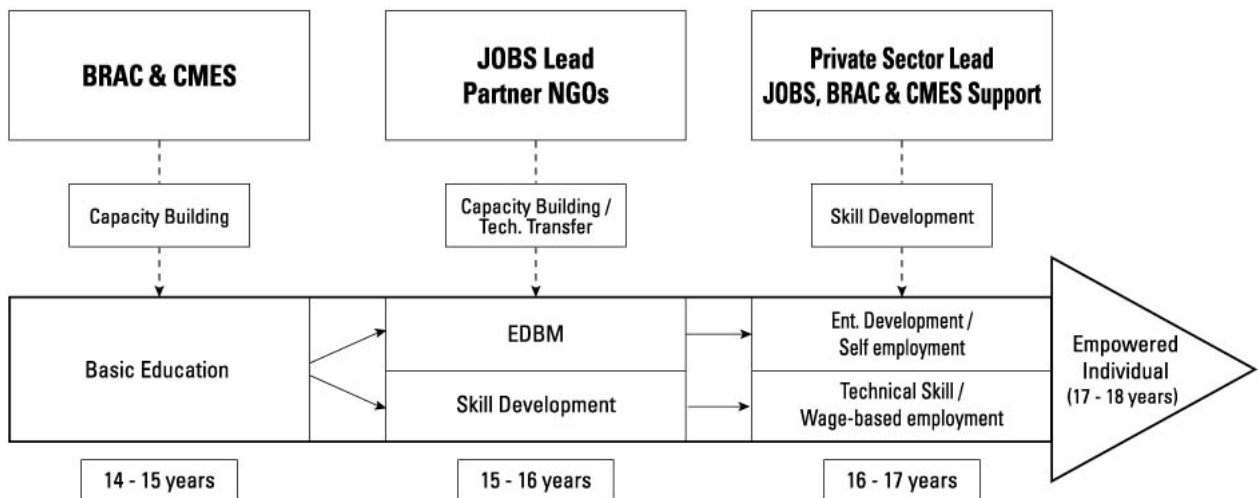 BRAC & CMES
JOBS Lead
Partner NGOs
Private Sector Lead
JOBS, BRAC & CMES Support
Capacity Building
Capacity Building /
Tech. Transfer
Skill Development
Basic Education
EDBM
Skill Development
Ent. Development /
Self employment
Technical Skill /
Wage-based employment
Empowered
Individual
(17 - 18 years)
14 - 15 years
15 - 16 years
16 - 17 years